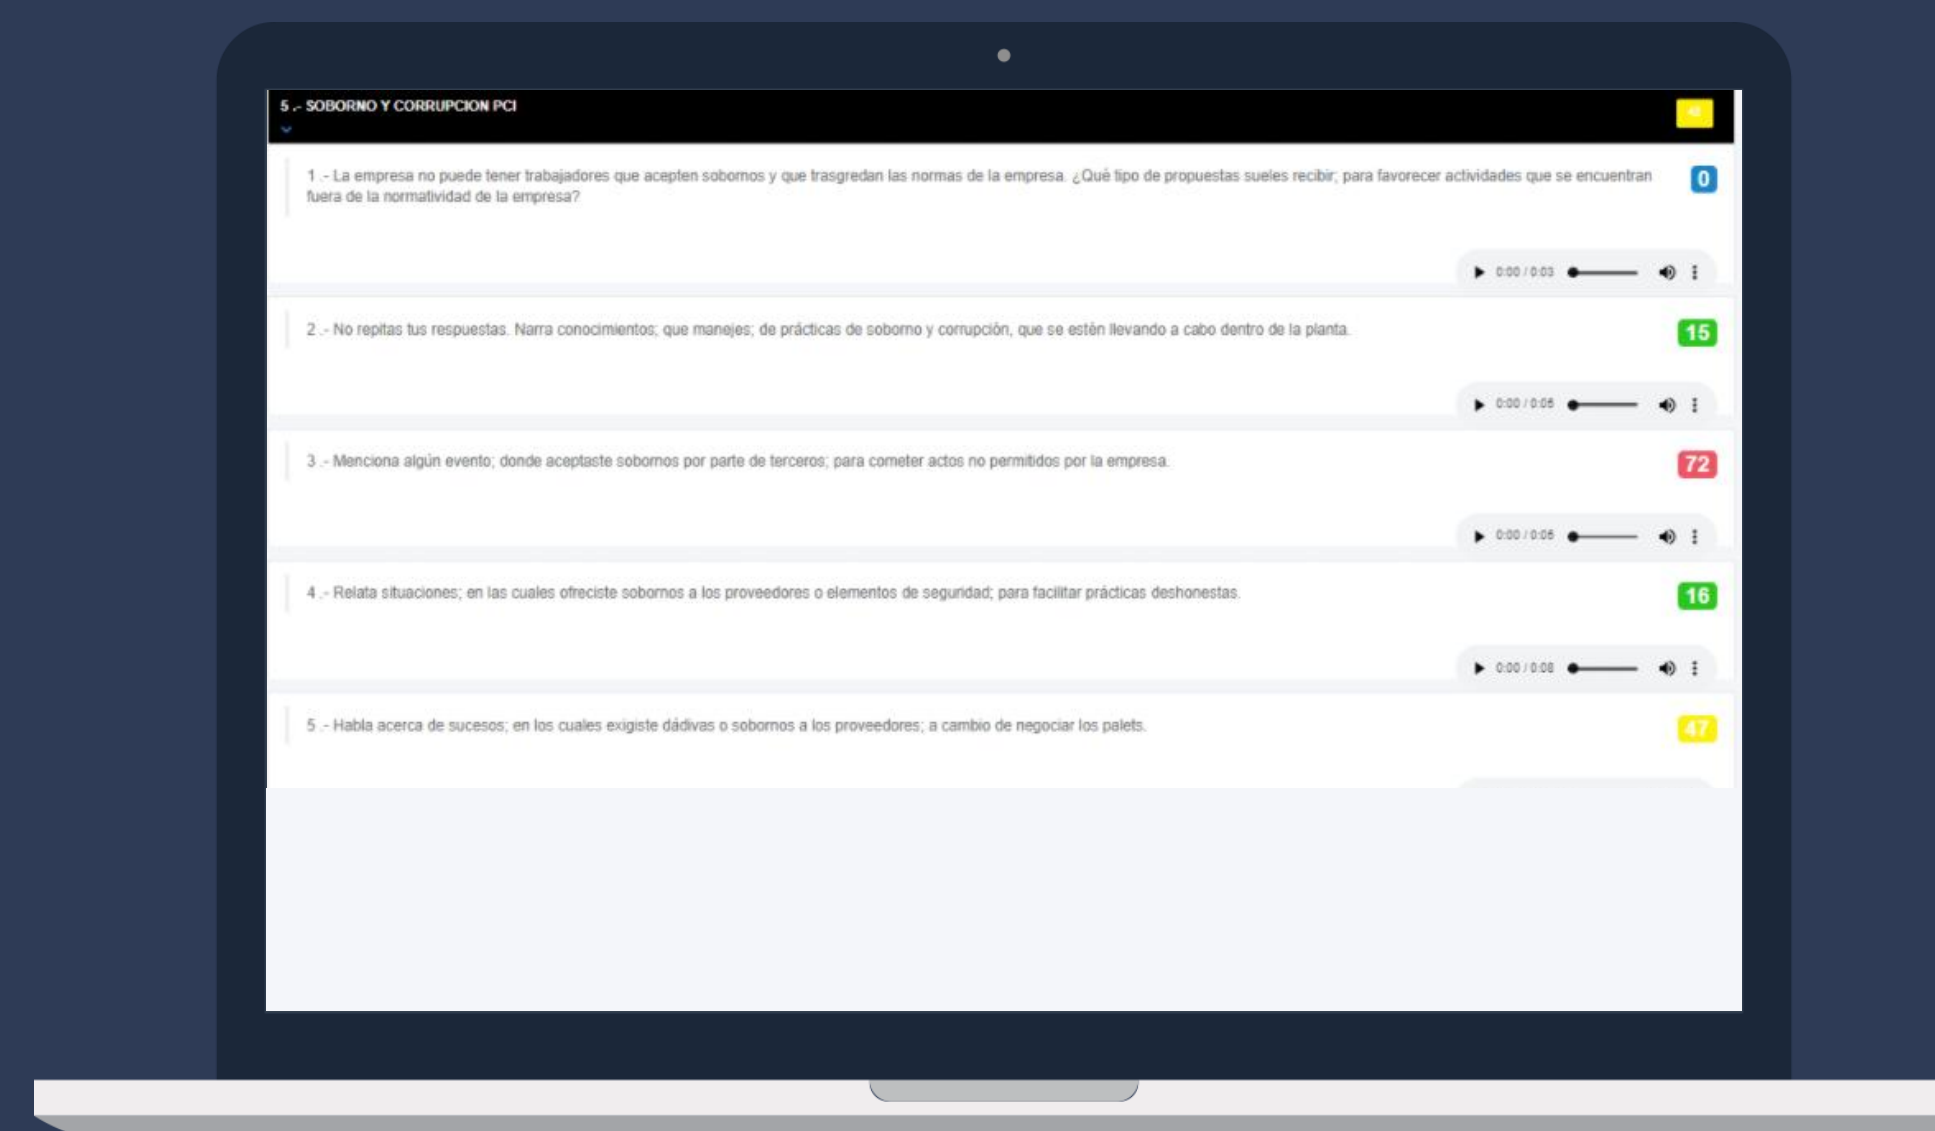 5 .- SOBORNO Y CORRUPCION PCI
1 .- La empresa no puede tener trabajadores que acepten sobornos y que trasgredan las normas de la empresa. ¿Qué tipo de propuestas sueles recibir; para favorecer actividades que se encuentran
fuera de la normatividad de la empresa?
0
0:00 / 0:03
2 .- No repitas tus respuestas. Narra conocimientos; que manejes; de prácticas de soborno y corrupción, que se estén llevando a cabo dentro de la planta.
15
0:00 /
3 .- Menciona algún evento; donde aceptaste sobornos por parte de terceros; para cometer actos no permitidos por la empresa.
72
0:00 /
4 .- Relata situaciones; en las cuales ofreciste sobornos a los proveedores o elementos de seguridad; para facilitar prácticas deshonestas.
16
0:00 / 0:08
5 .- Habla acerca de sucesos; en los cuales exigiste dádivas o sobornos a los proveedores; a cambio de negociar los palets.
47